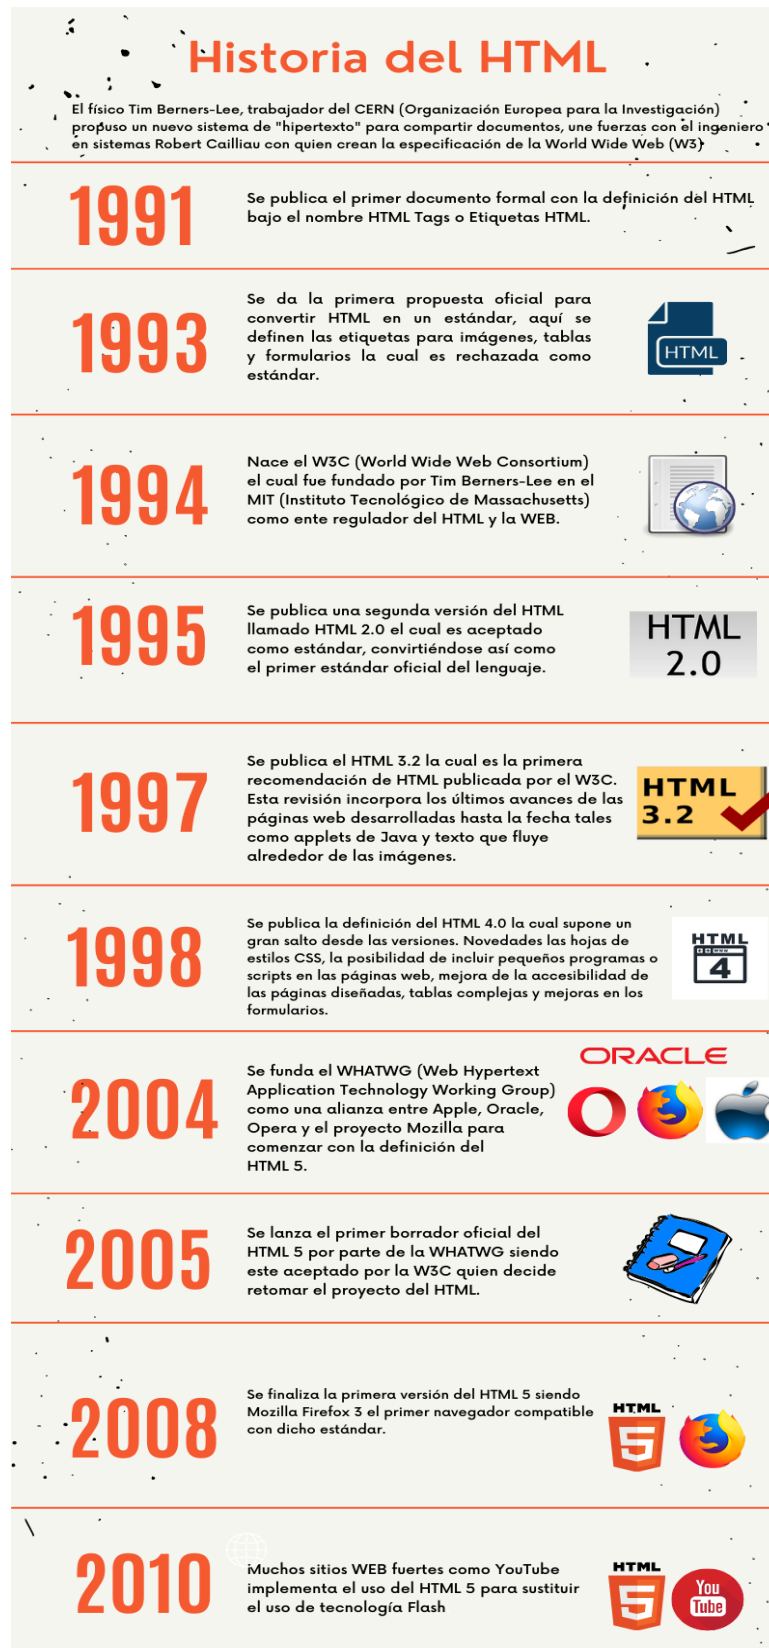 Historia del HTML
El físico Tim Berners-Lee, trabajador del CERN (Organización Europea para la Investigación)
propuso un nuevo sistema de "hipertexto" para compartir documentos, une fuerzas con el ingeniero
en sistemas Robert Cailliau con quien crean la especificación de la World Wide Web (W3)
1991
Se publica el primer documento formal con la definición del HTML
bajo el nombre HTML Tags o Etiquetas HTML.
1993
Se da la primera propuesta oficial para
convertir HTML en un estándar, aquí se
definen las etiquetas para imágenes, tablas
y formularios la cual es rechazada como
estándar.
HTML
1994
Nace el W3C (World Wide Web Consortium)
el cual fue fundado por Tim Berners-Lee en el
MIT (Instituto Tecnológico de Massachusetts)
como ente regulador del HTML y la WEB.
1995
Se publica una segunda versión del HTML
llamado HTML 2.0 el cual es aceptado
como estándar, convirtiéndose así como
el primer estándar oficial del lenguaje.
HTML
2.0
1997
Se publica el HTML 3.2 la cual es la primera
recomendación de HTML publicada por el W3C.
Esta revisión incorpora los últimos avances de las
páginas web desarrolladas hasta la fecha tales
como applets de Java y texto que fluye
alrededor de las imágenes.
HTML
3.2
1998
Se publica la definición del HTML 4.0 la cual supone un
gran salto desde las versiones. Novedades las hojas de
estilos CSS, la posibilidad de incluir pequeños programas o
scripts en las páginas web, mejora de la accesibilidad de
las páginas diseñadas, tablas complejas y mejoras en los
formularios.
HTML
4
2004
Se funda el WHATWG (Web Hypertext
Application Technology Working Group)
como una alianza entre Apple, Oracle,
Opera y el proyecto Mozilla para
comenzar con la definición del
HTML 5.
ORACLE
2005
Se lanza el primer borrador oficial del
HTML 5 por parte de la WHATWG siendo
este aceptado por la W3C quien decide
retomar el proyecto del HTML.
2008
Se finaliza la primera versión del HTML 5 siendo
Mozilla Firefox 3 el primer navegador compatible
con dicho estándar.
HTML
5
2010
Muchos sitios WEB fuertes como YouTube
implementa el uso del HTML 5 para sustituir
el uso de tecnología Flash
HTML
5
You
Tube